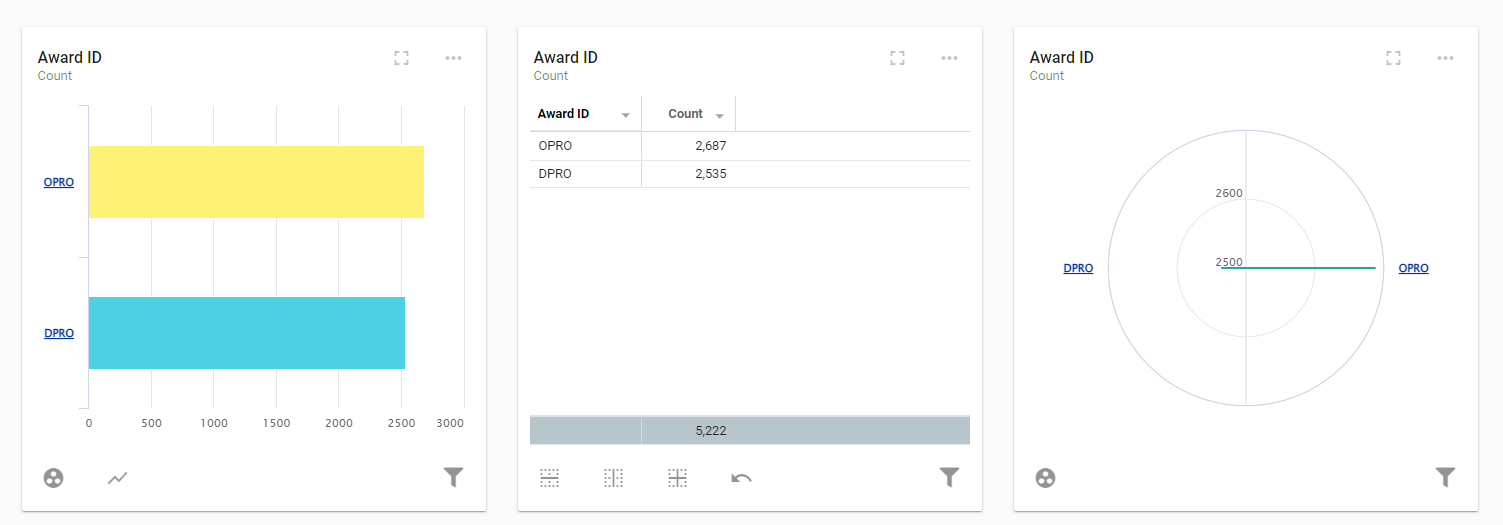 Award ID
Count
OPRO
DPRO
0 500 1000 1500 2000 2500 3000
Award ID
Count
Award ID Count
OPRO 2,687
DPRO 2,535
5,222
Award ID
Count
2600
2500
DPRO OPRO